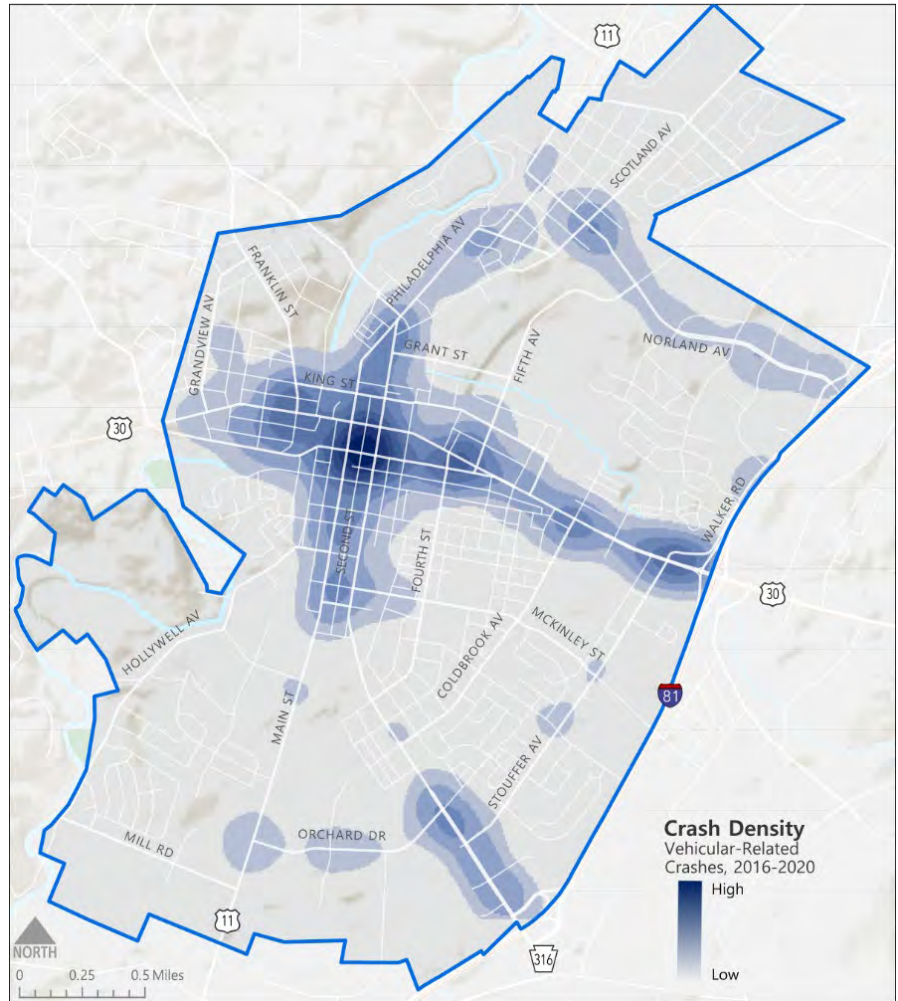 11
SCOTLAND AV
PHILADELPHIA AV
FRANKLIN ST
GRANDVIEW AV
NORLAND AV
GRANT ST
FIFTH AV
KING ST
30
WALKER RD
SECOND ST
FOURTH ST
30
MCKINLEY ST
COLDBROOK AV
HOLLYWELL AV
81
MAIN ST
STOUFFER AV
ORCHARD DR
MILL RD
Crash Density
Vehicular-Related
Crashes, 2016-2020
High
Low
11
316
NORTH
0 0.25 0.5 Miles